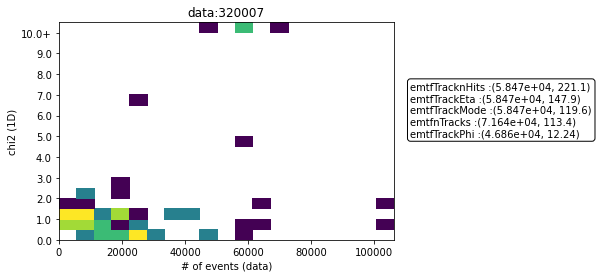 data:320007
10.0+
9.0
8.0
7.0
6.0
5.0
4.0
3.0
2.0
1.0
0.0
chi2 (1D)
0
20000
40000
60000
80000
100000
# of events (data)
emtfTracknHits :(5.847e+04, 221.1)
emtfTrackEta :(5.847e+04, 147.9)
emtfTrackMode :(5.847e+04, 119.6)
emtfnTracks :(7.164e+04, 113.4)
emtfTrackPhi :(4.686e+04, 12.24)